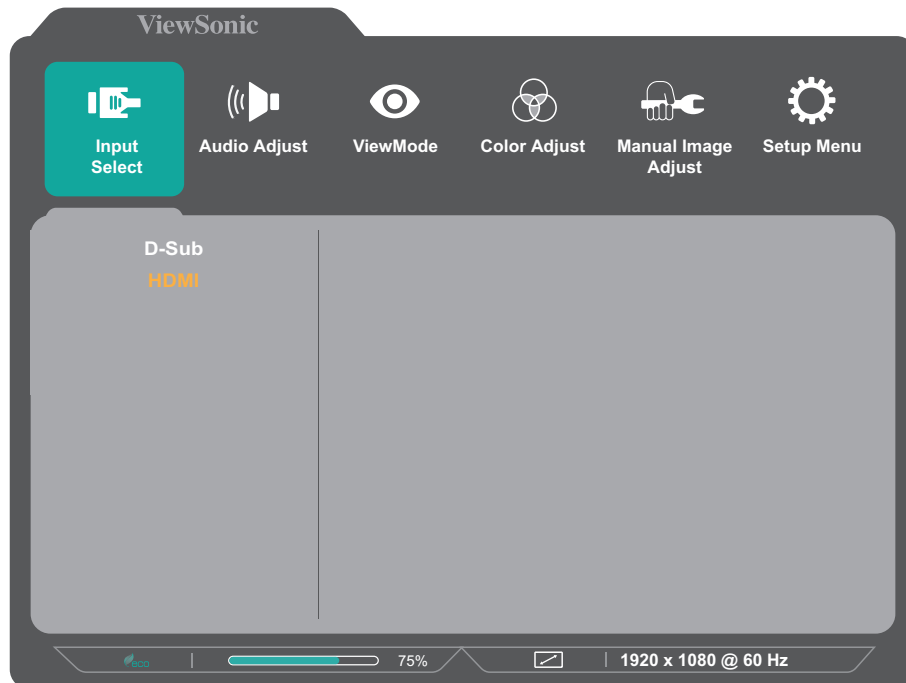 ViewSonic
Input
Select
Audio Adjust
ViewMode
Color Adjust
Manual Image
Adjust
Setup Menu
D-Sub
HDMI
eco
75%
1920 x 1080 @ 60 Hz